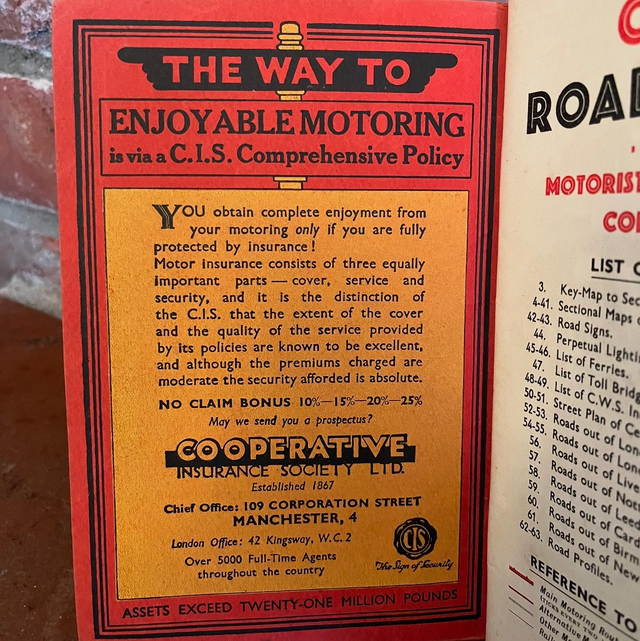 THE WAY TO
ENJOYABLE MOTORING
is via a C.I.S. Comprehensive Policy
YOU obtain complete enjoyment from
your motoring only if you are fully
protected by insurance!
Motor insurance consists of three equally
important parts — cover, service and
security, and it is the distinction of
the C.I.S. that the extent of the cover
and the quality of the service provided
by its policies are known to be excellent,
and although the premiums charged are
moderate the security afforded is absolute.
NO CLAIM BONUS 10%—15%—20%—25%
May we send you a prospectus?
COOPERATIVE
INSURANCE SOCIETY LTD.
Established 1867
Chief Office: 109 CORPORATION STREET
MANCHESTER, 4
London Office: 42 Kingsway, W.C.2
Over 5000 Full-Time Agents
throughout the country
CIS
The Sign of Security
ASSETS EXCEED TWENTY-ONE MILLION POUNDS
ROAD
MOTORIST
LIST
3. Key-Map to
4-41. Sectional Maps
42-43. Road Signs.
44. Perpetual
45-46. List of Ferries.
47. List of Toll
48-49. List of C.W.S.
50-51. Street Plan of
52-53. Roads out of
54-55. Roads out of
56. Roads out of
57. Roads out of
58. Roads out of
59. Roads out of
60. Roads out of
61. Roads out of
62-63. Road Profiles.
REFERENCE TO
Main Motoring
Alternative
Other